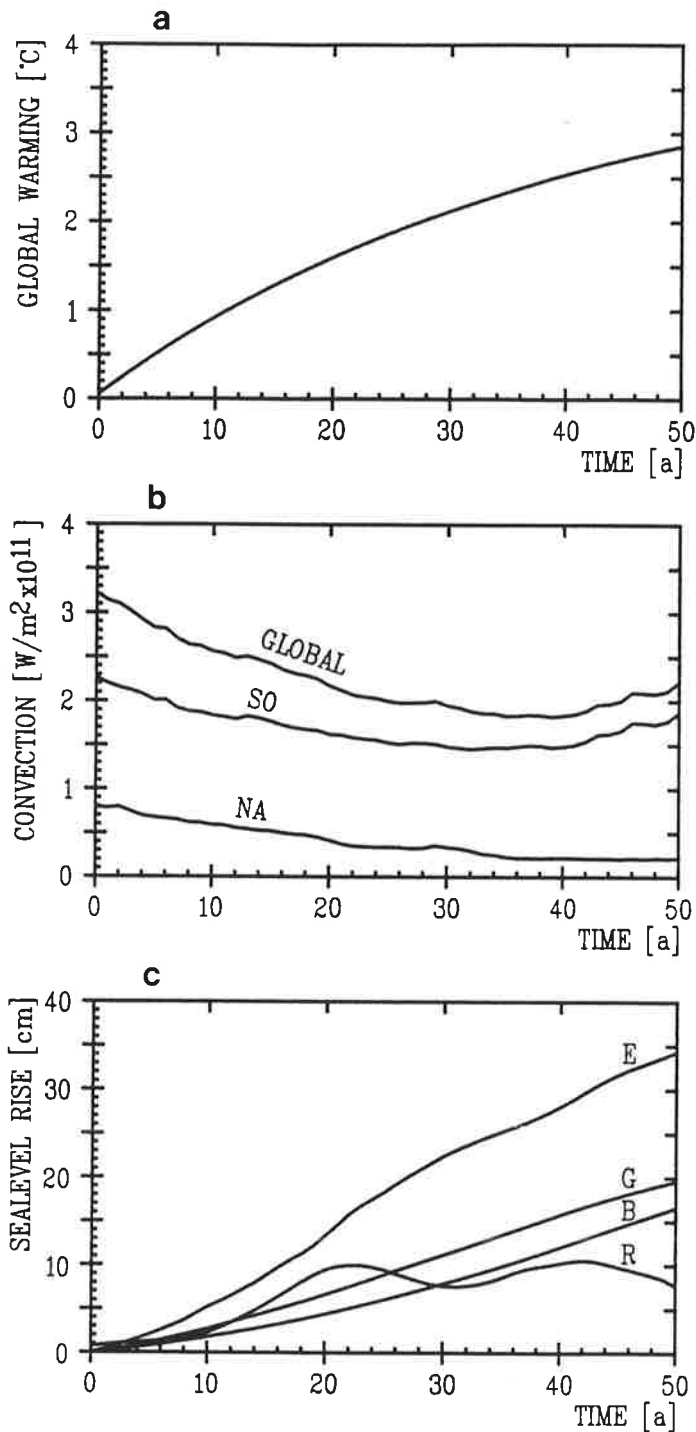 a
GLOBAL WARMING [°C]
4
3
2
1
0
0 10 20 30 40 50
TIME [a]
b
CONVECTION [W/m²x10¹¹]
4
3
2
1
0
GLOBAL
SO
NA
0 10 20 30 40 50
TIME [a]
c
SEALEVEL RISE [cm]
40
30
20
10
0
E
G
B
R
0 10 20 30 40 50
TIME [a]